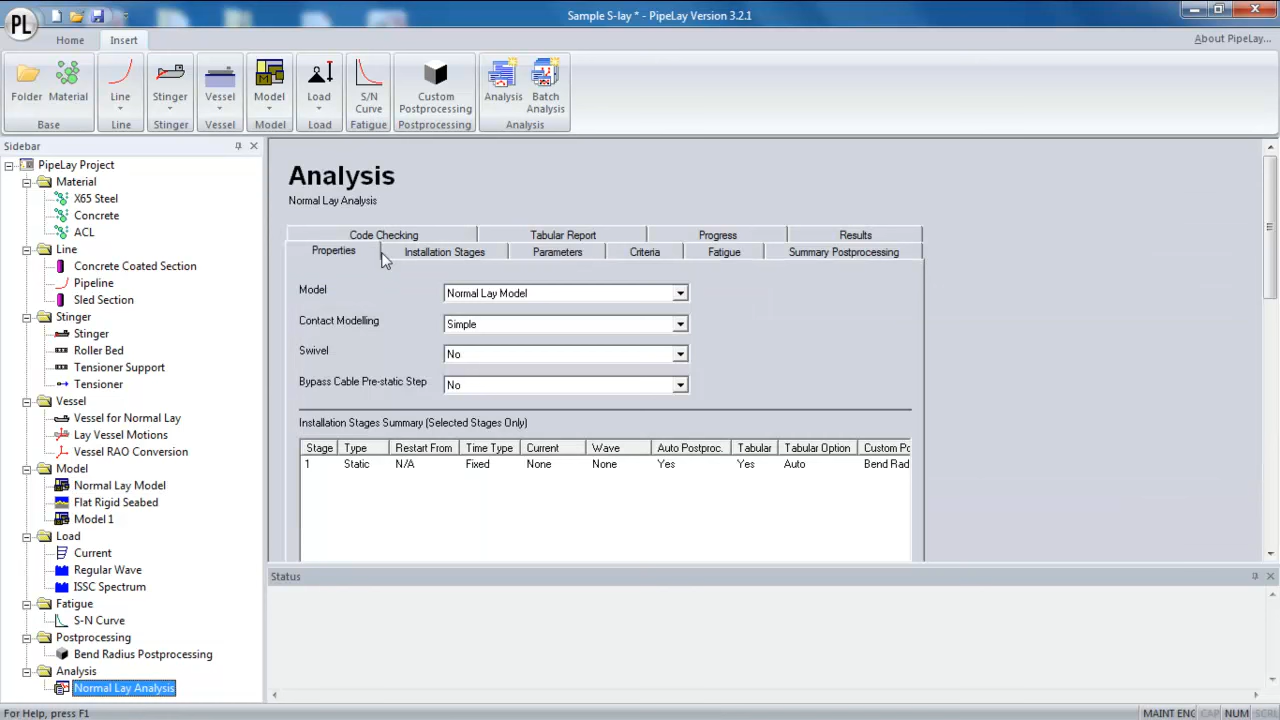 Sample S-lay * - PipeLay Version 3.2.1
PL
Home
Insert
About PipeLay...
Folder
Material
Line
Stinger
Vessel
Model
Load
S/N
Curve
Custom
Postprocessing
Analysis
Batch
Analysis
Base
Line
Stinger
Vessel
Model
Load
Fatigue
Postprocessing
Analysis
Sidebar
PipeLay Project
Material
X65 Steel
Concrete
ACL
Line
Concrete Coated Section
Pipeline
Sled Section
Stinger
Stinger
Roller Bed
Tensioner Support
Tensioner
Vessel
Vessel for Normal Lay
Lay Vessel Motions
Vessel RAO Conversion
Model
Normal Lay Model
Flat Rigid Seabed
Model 1
Load
Current
Regular Wave
ISSC Spectrum
Fatigue
S-N Curve
Postprocessing
Bend Radius Postprocessing
Analysis
Normal Lay Analysis
Analysis
Normal Lay Analysis
Code Checking
Tabular Report
Progress
Results
Properties
Installation Stages
Parameters
Criteria
Fatigue
Summary Postprocessing
Model
Normal Lay Model
Contact Modelling
Simple
Swivel
No
Bypass Cable Pre-static Step
No
Installation Stages Summary (Selected Stages Only)
Stage Type Restart From Time Type Current Wave Auto Postproc. Tabular Tabular Option Custom Po
1 Static N/A Fixed None None Yes Yes Auto Bend Rad
Status
For Help, press F1
MAINT ENG CAP NUM SCRL